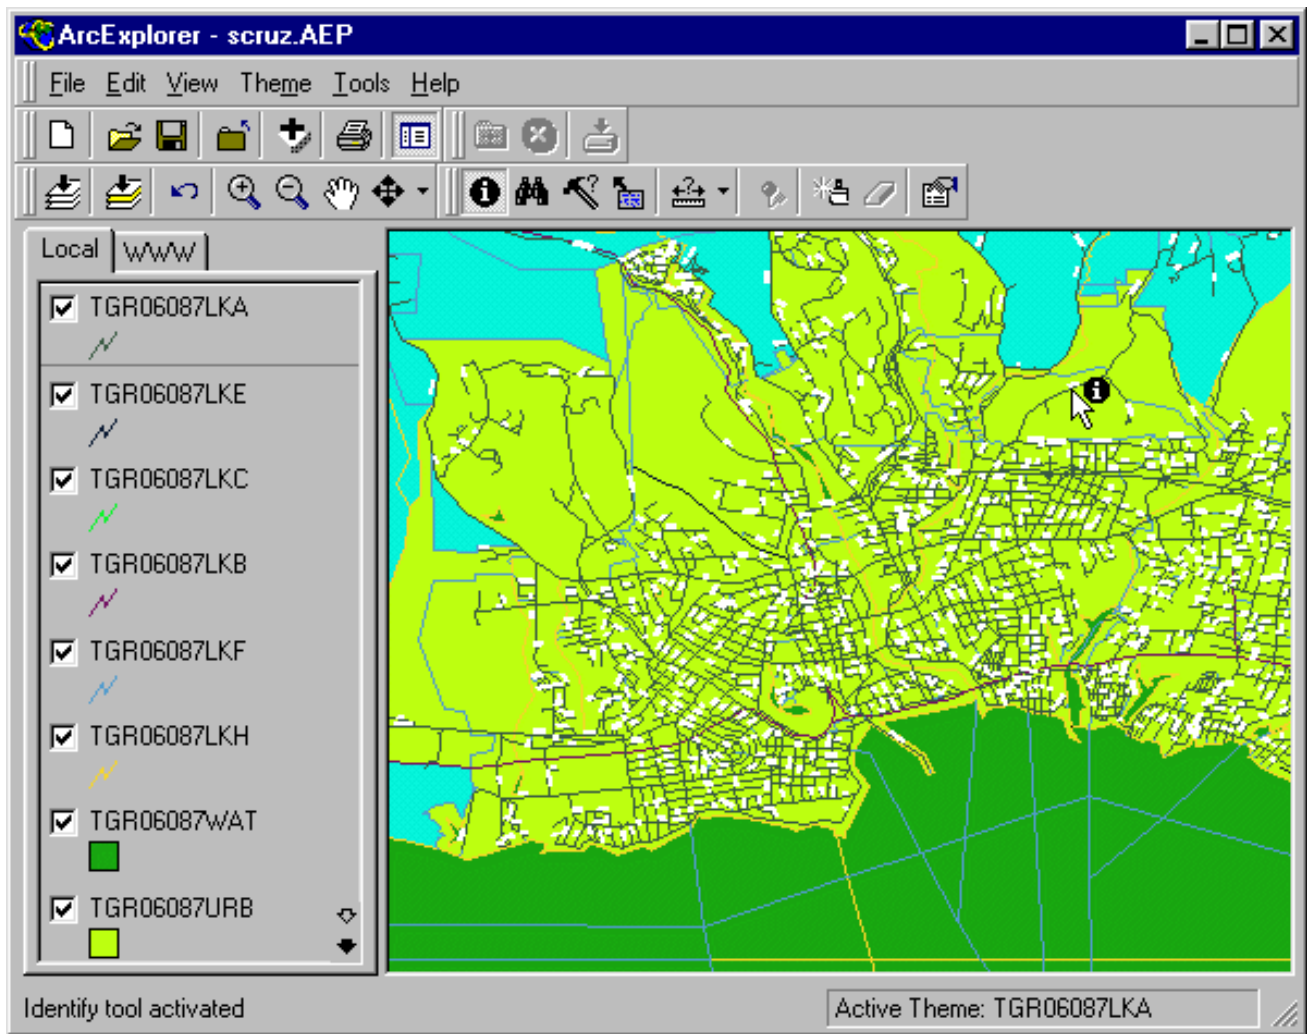 ArcExplorer - scruz.AEP
File Edit View Theme Tools Help
Local WWW
TGR06087LKA
TGR06087LKE
TGR06087LKC
TGR06087LKB
TGR06087LKF
TGR06087LKH
TGR06087WAT
TGR06087URB
Identify tool activated
Active Theme: TGR06087LKA